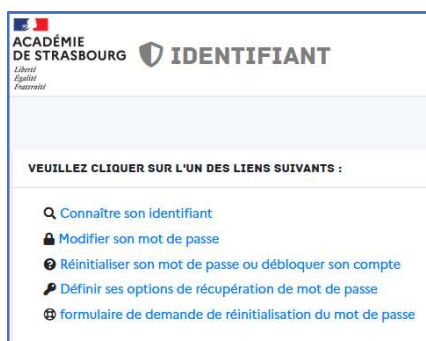 ACADÉMIE
DE STRASBOURG
Liberté
Égalité
Fraternité
IDENTIFIANT
VEUILLEZ CLIQUER SUR L'UN DES LIENS SUIVANTS :
Connaître son identifiant
Modifier son mot de passe
Réinitialiser son mot de passe ou débloquer son compte
Définir ses options de récupération de mot de passe
formulaire de demande de réinitialisation du mot de passe